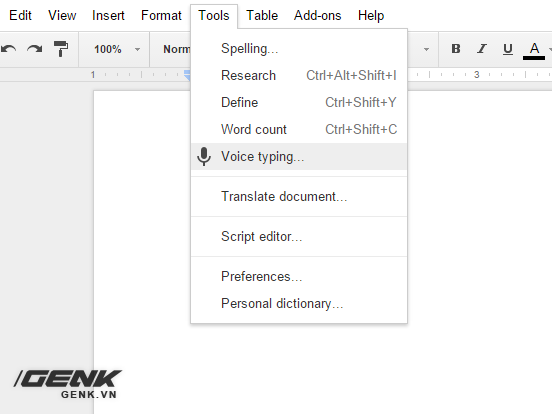 Edit View Insert Format Tools Table Add-ons Help
100% Norm B I U A
1 3
Spelling...
Research Ctrl+Alt+Shift+I
Define Ctrl+Shift+Y
Word count Ctrl+Shift+C
Voice typing...
Translate document...
Script editor...
Preferences...
Personal dictionary...
GENK
GENK.VN